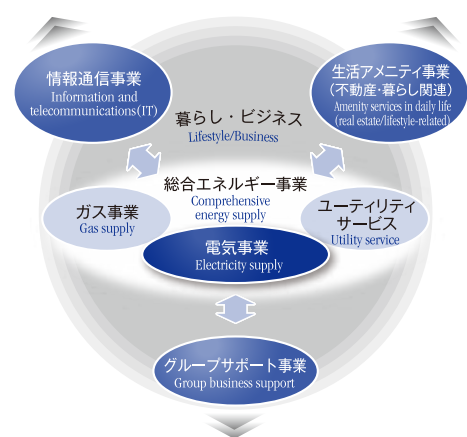 情報通信事業
Information and
telecommunications(IT)
生活アメニティ事業
(不動産・暮らし関連)
Amenity services in daily life
(real estate/lifestyle-related)
暮らし・ビジネス
Lifestyle/Business
総合エネルギー事業
Comprehensive
energy supply
ガス事業
Gas supply
ユーティリティ
サービス
Utility service
電気事業
Electricity supply
グループサポート事業
Group business support